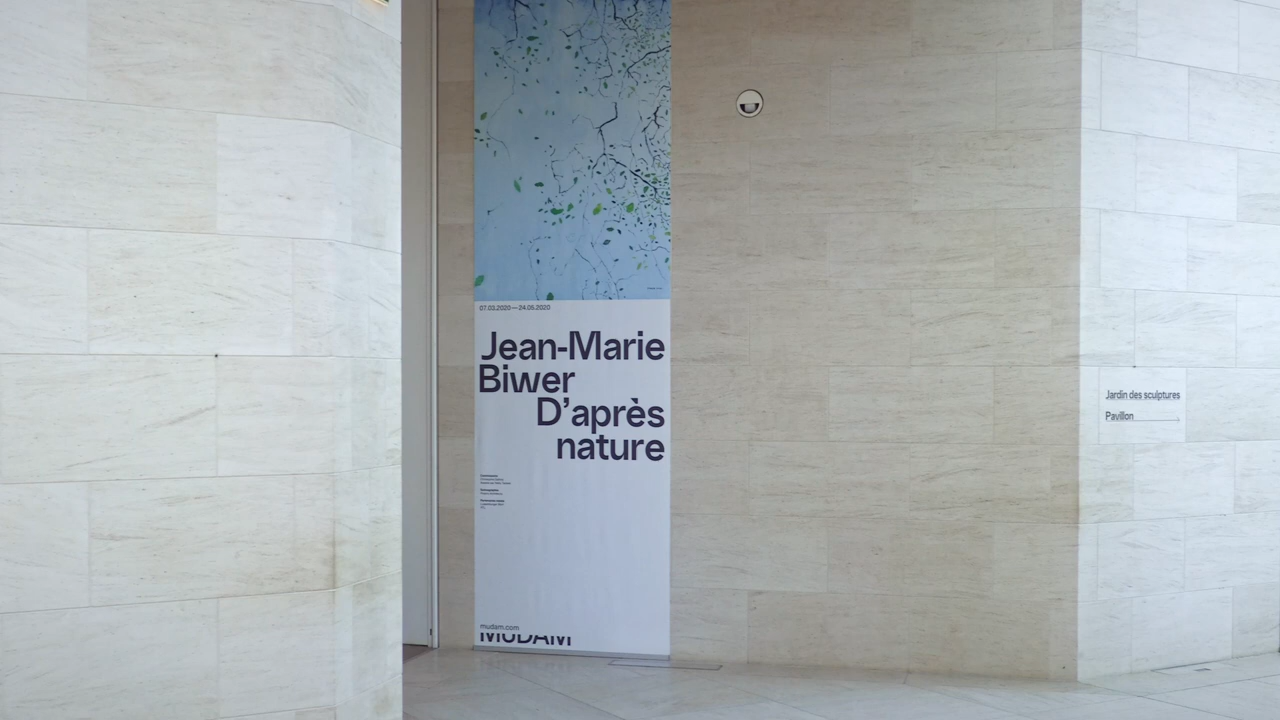 07.03.2020 — 24.05.2020
Jean-Marie
Biwer
D'après
nature
mudam.com
MUDAM
Jardin des sculptures
Pavillon